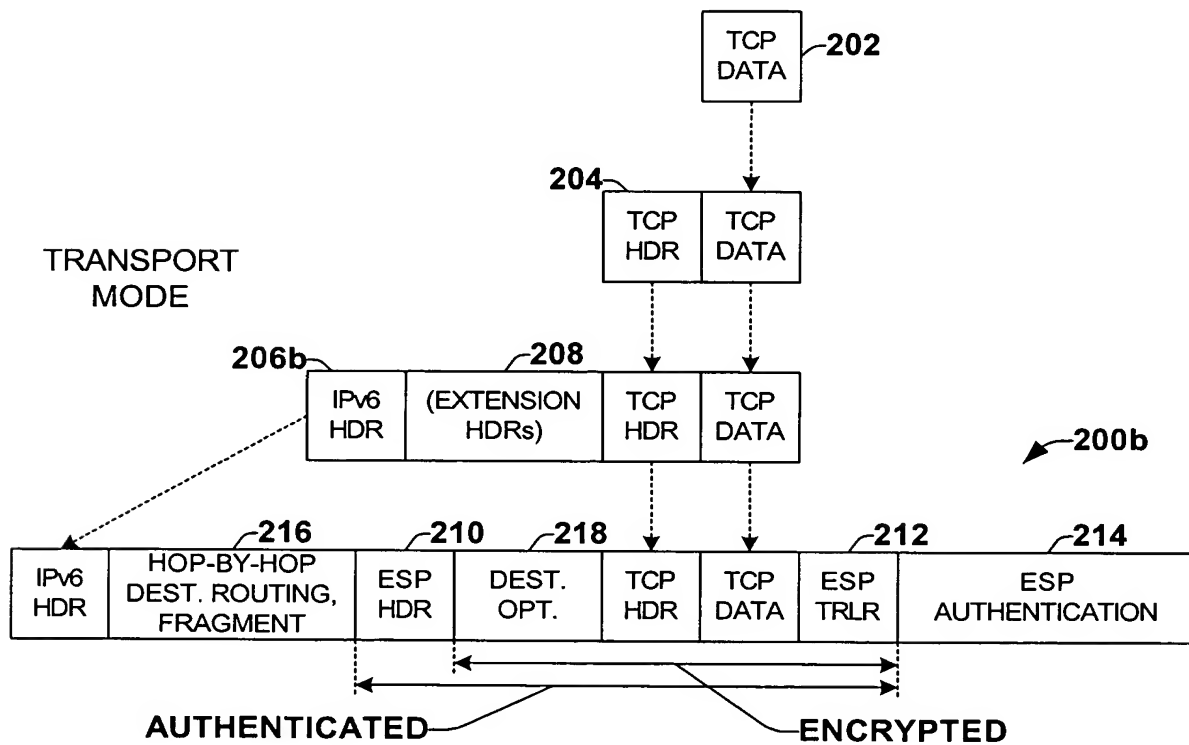 TCP
DATA
202
204
TCP
HDR
TCP
DATA
TRANSPORT
MODE
206b
208
IPv6
HDR
(EXTENSION
HDRs)
TCP
HDR
TCP
DATA
200b
216
210
218
212
214
IPv6
HDR
HOP-BY-HOP
DEST. ROUTING,
FRAGMENT
ESP
HDR
DEST.
OPT.
TCP
HDR
TCP
DATA
ESP
TRLR
ESP
AUTHENTICATION
AUTHENTICATED
ENCRYPTED